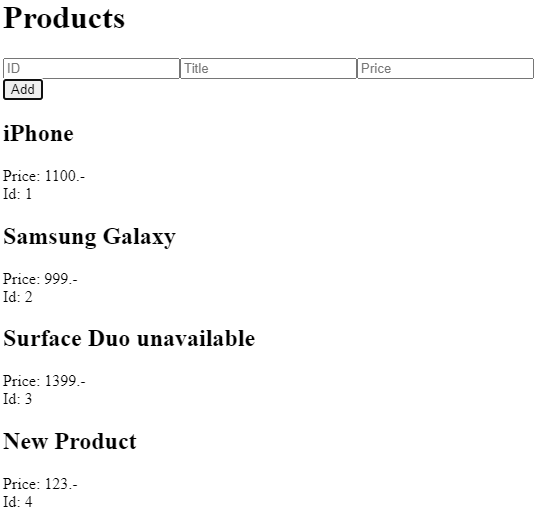 Products
ID Title Price
Add
iPhone
Price: 1100.-
Id: 1
Samsung Galaxy
Price: 999.-
Id: 2
Surface Duo unavailable
Price: 1399.-
Id: 3
New Product
Price: 123.-
Id: 4